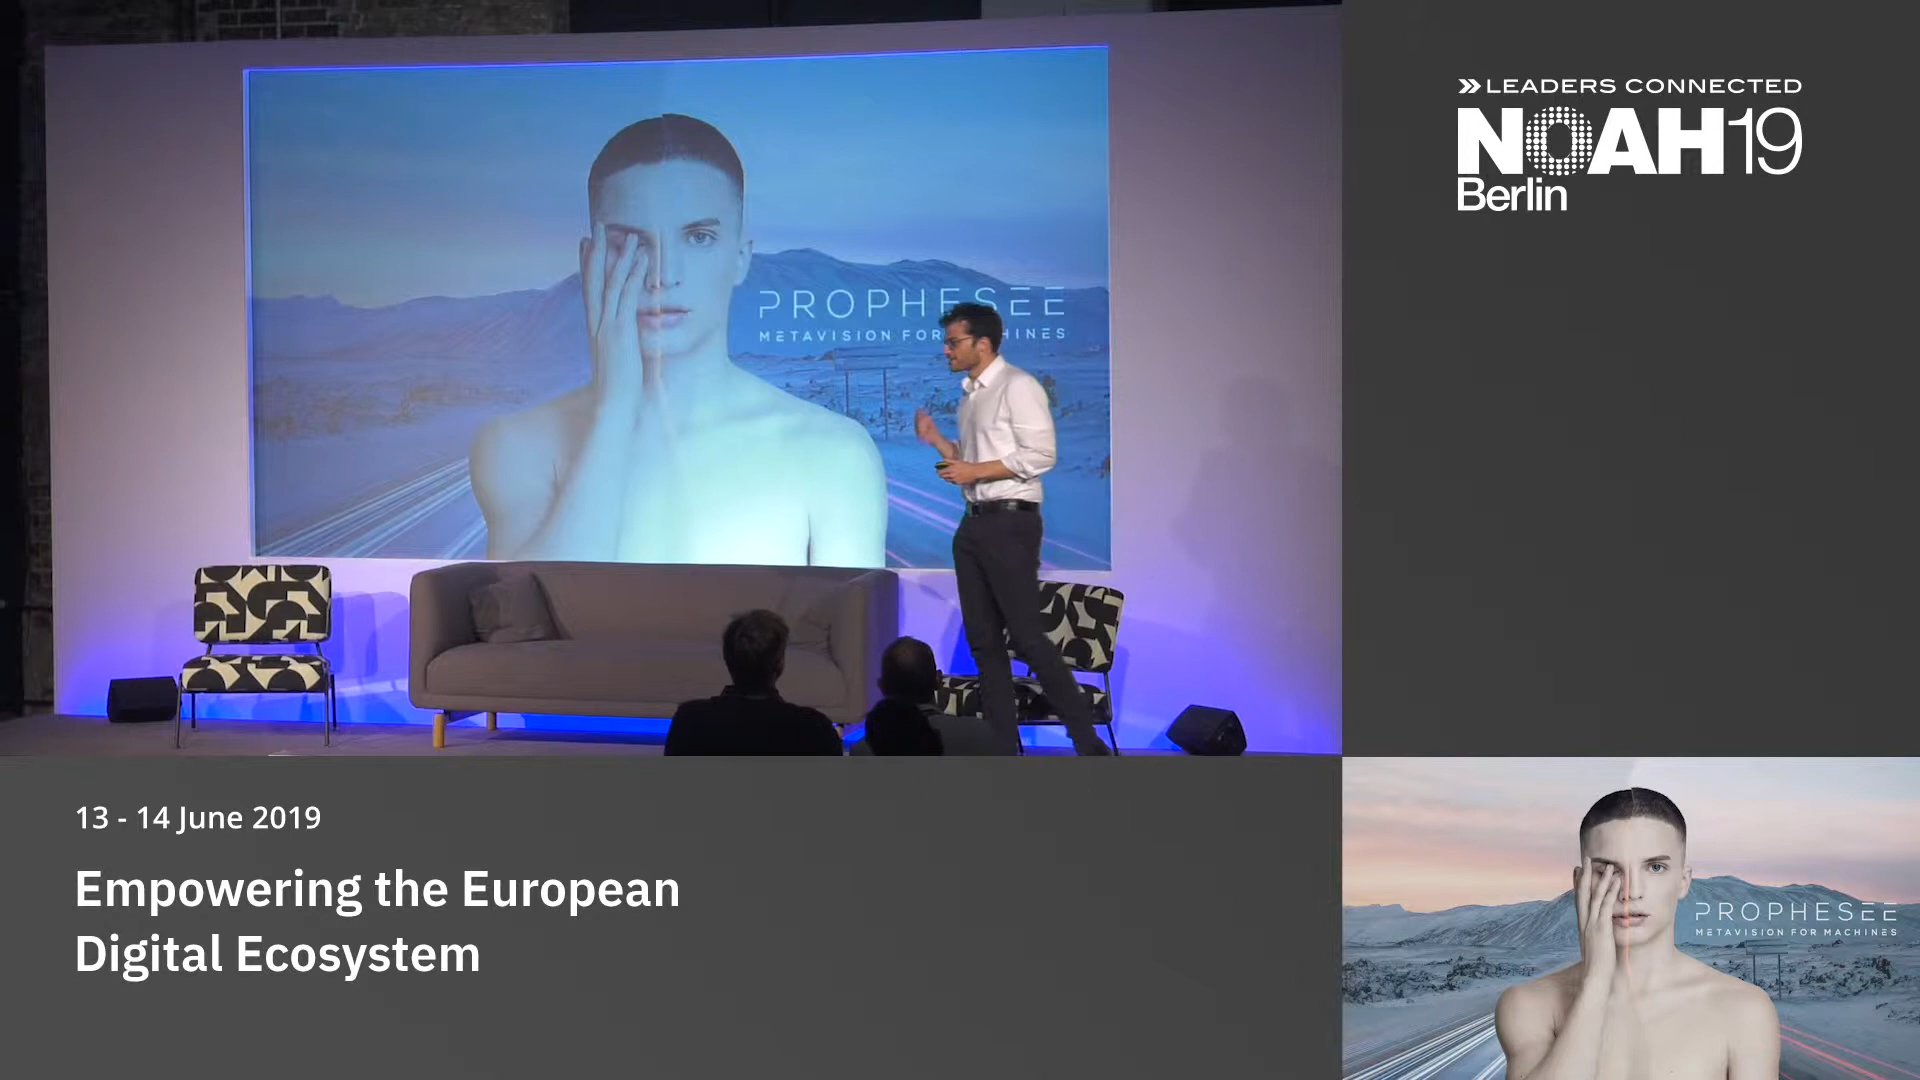 LEADERS CONNECTED
NOAH19
Berlin
PROPHESEE
METAVISION FOR MACHINES
13 - 14 June 2019
Empowering the European
Digital Ecosystem
PROPHESEE
METAVISION FOR MACHINES